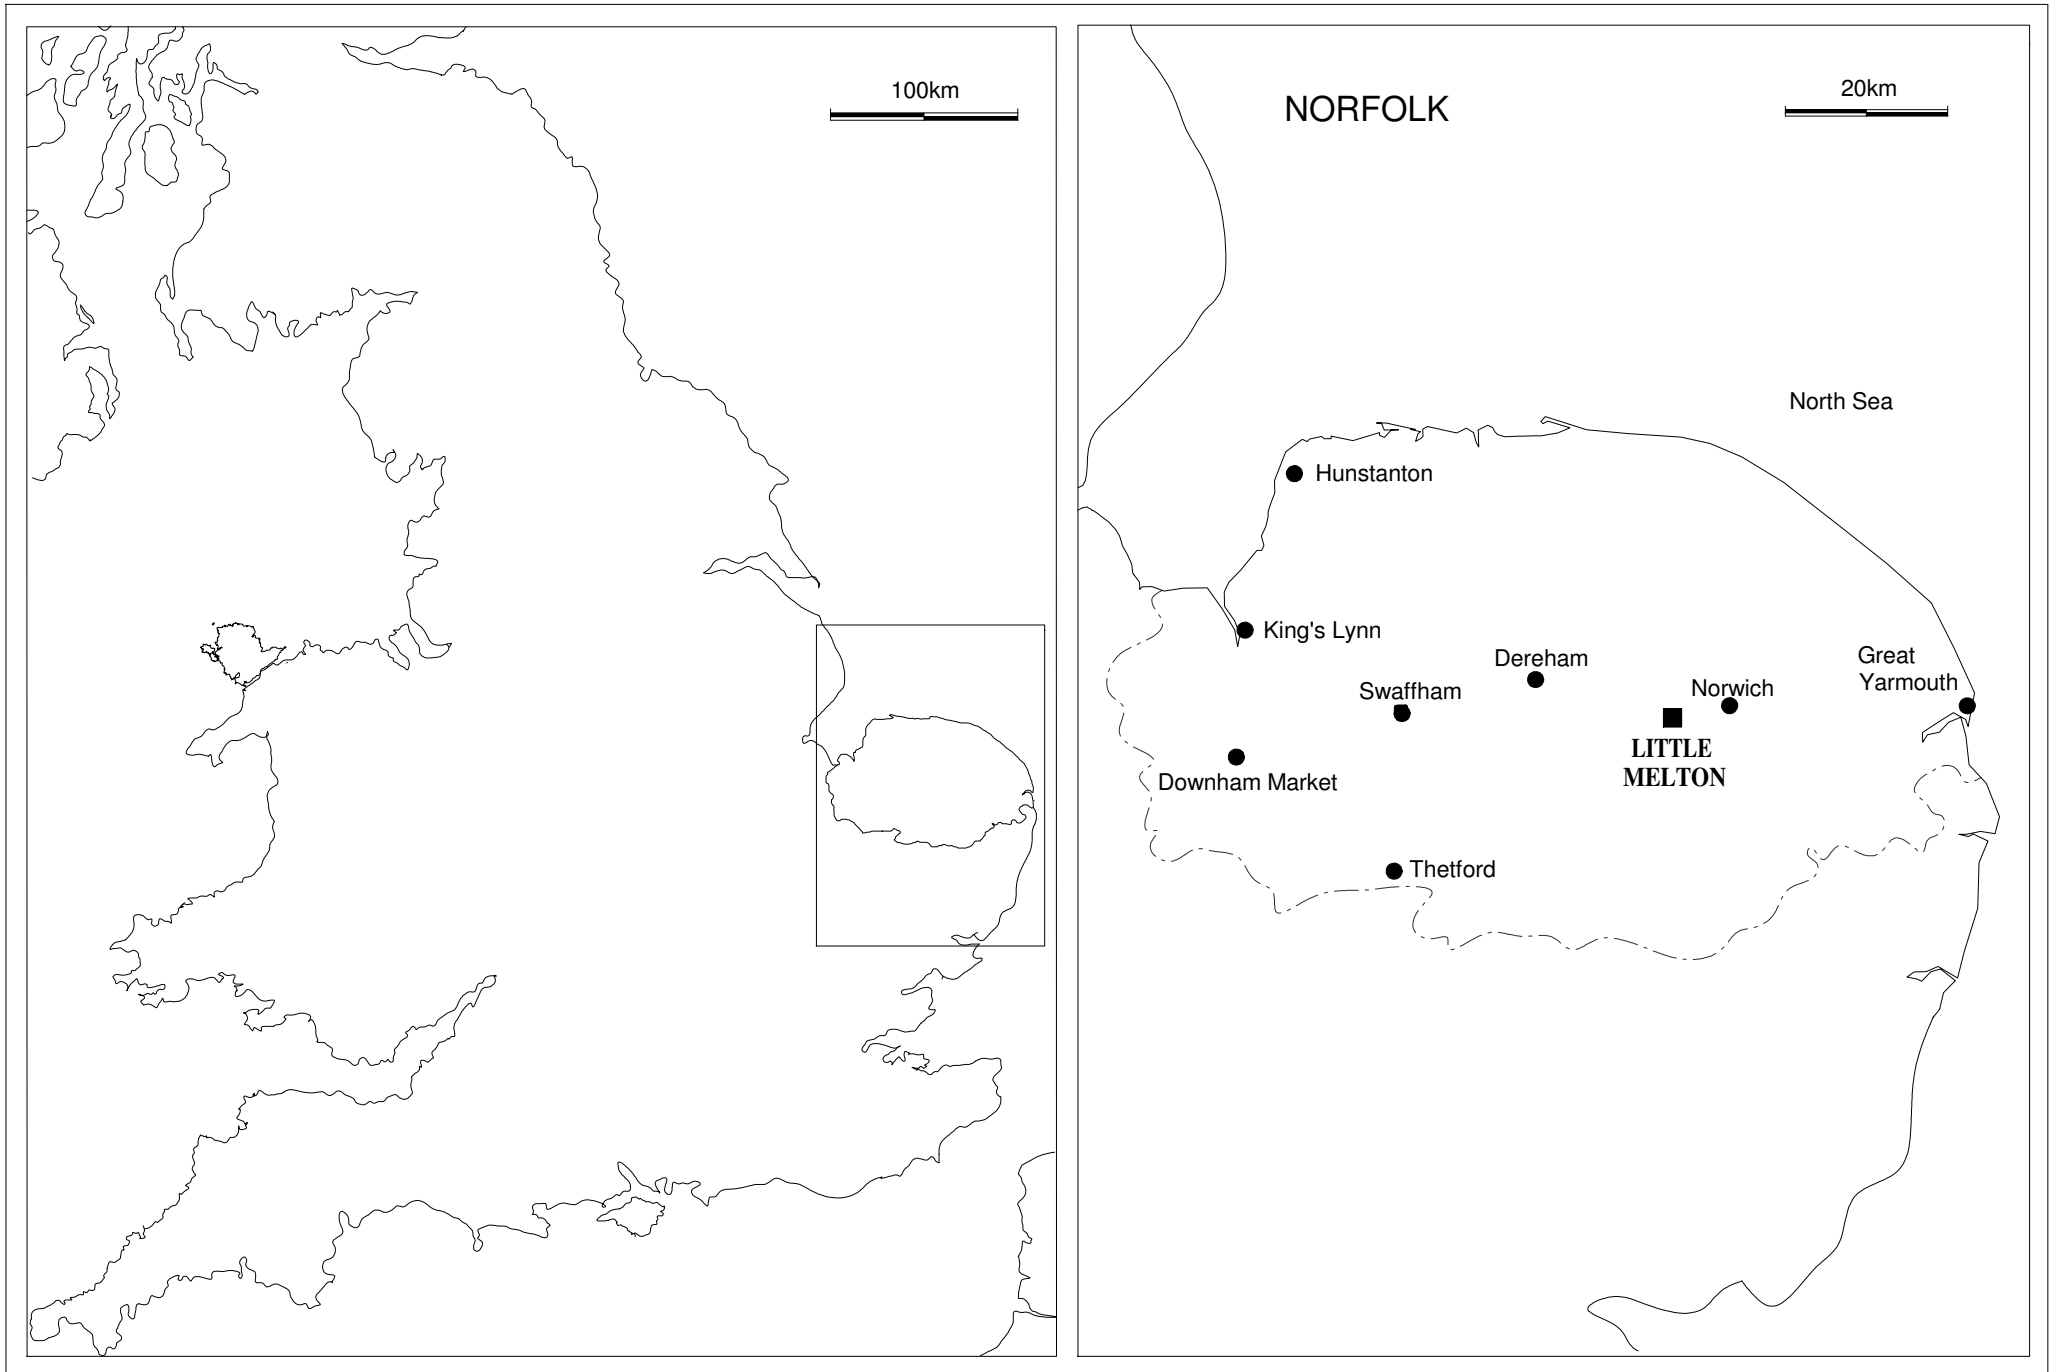 100km
NORFOLK
20km
North Sea
Hunstanton
King's Lynn
Dereham
Great
Yarmouth
Swaffham
Norwich
LITTLE
MELTON
Downham Market
Thetford